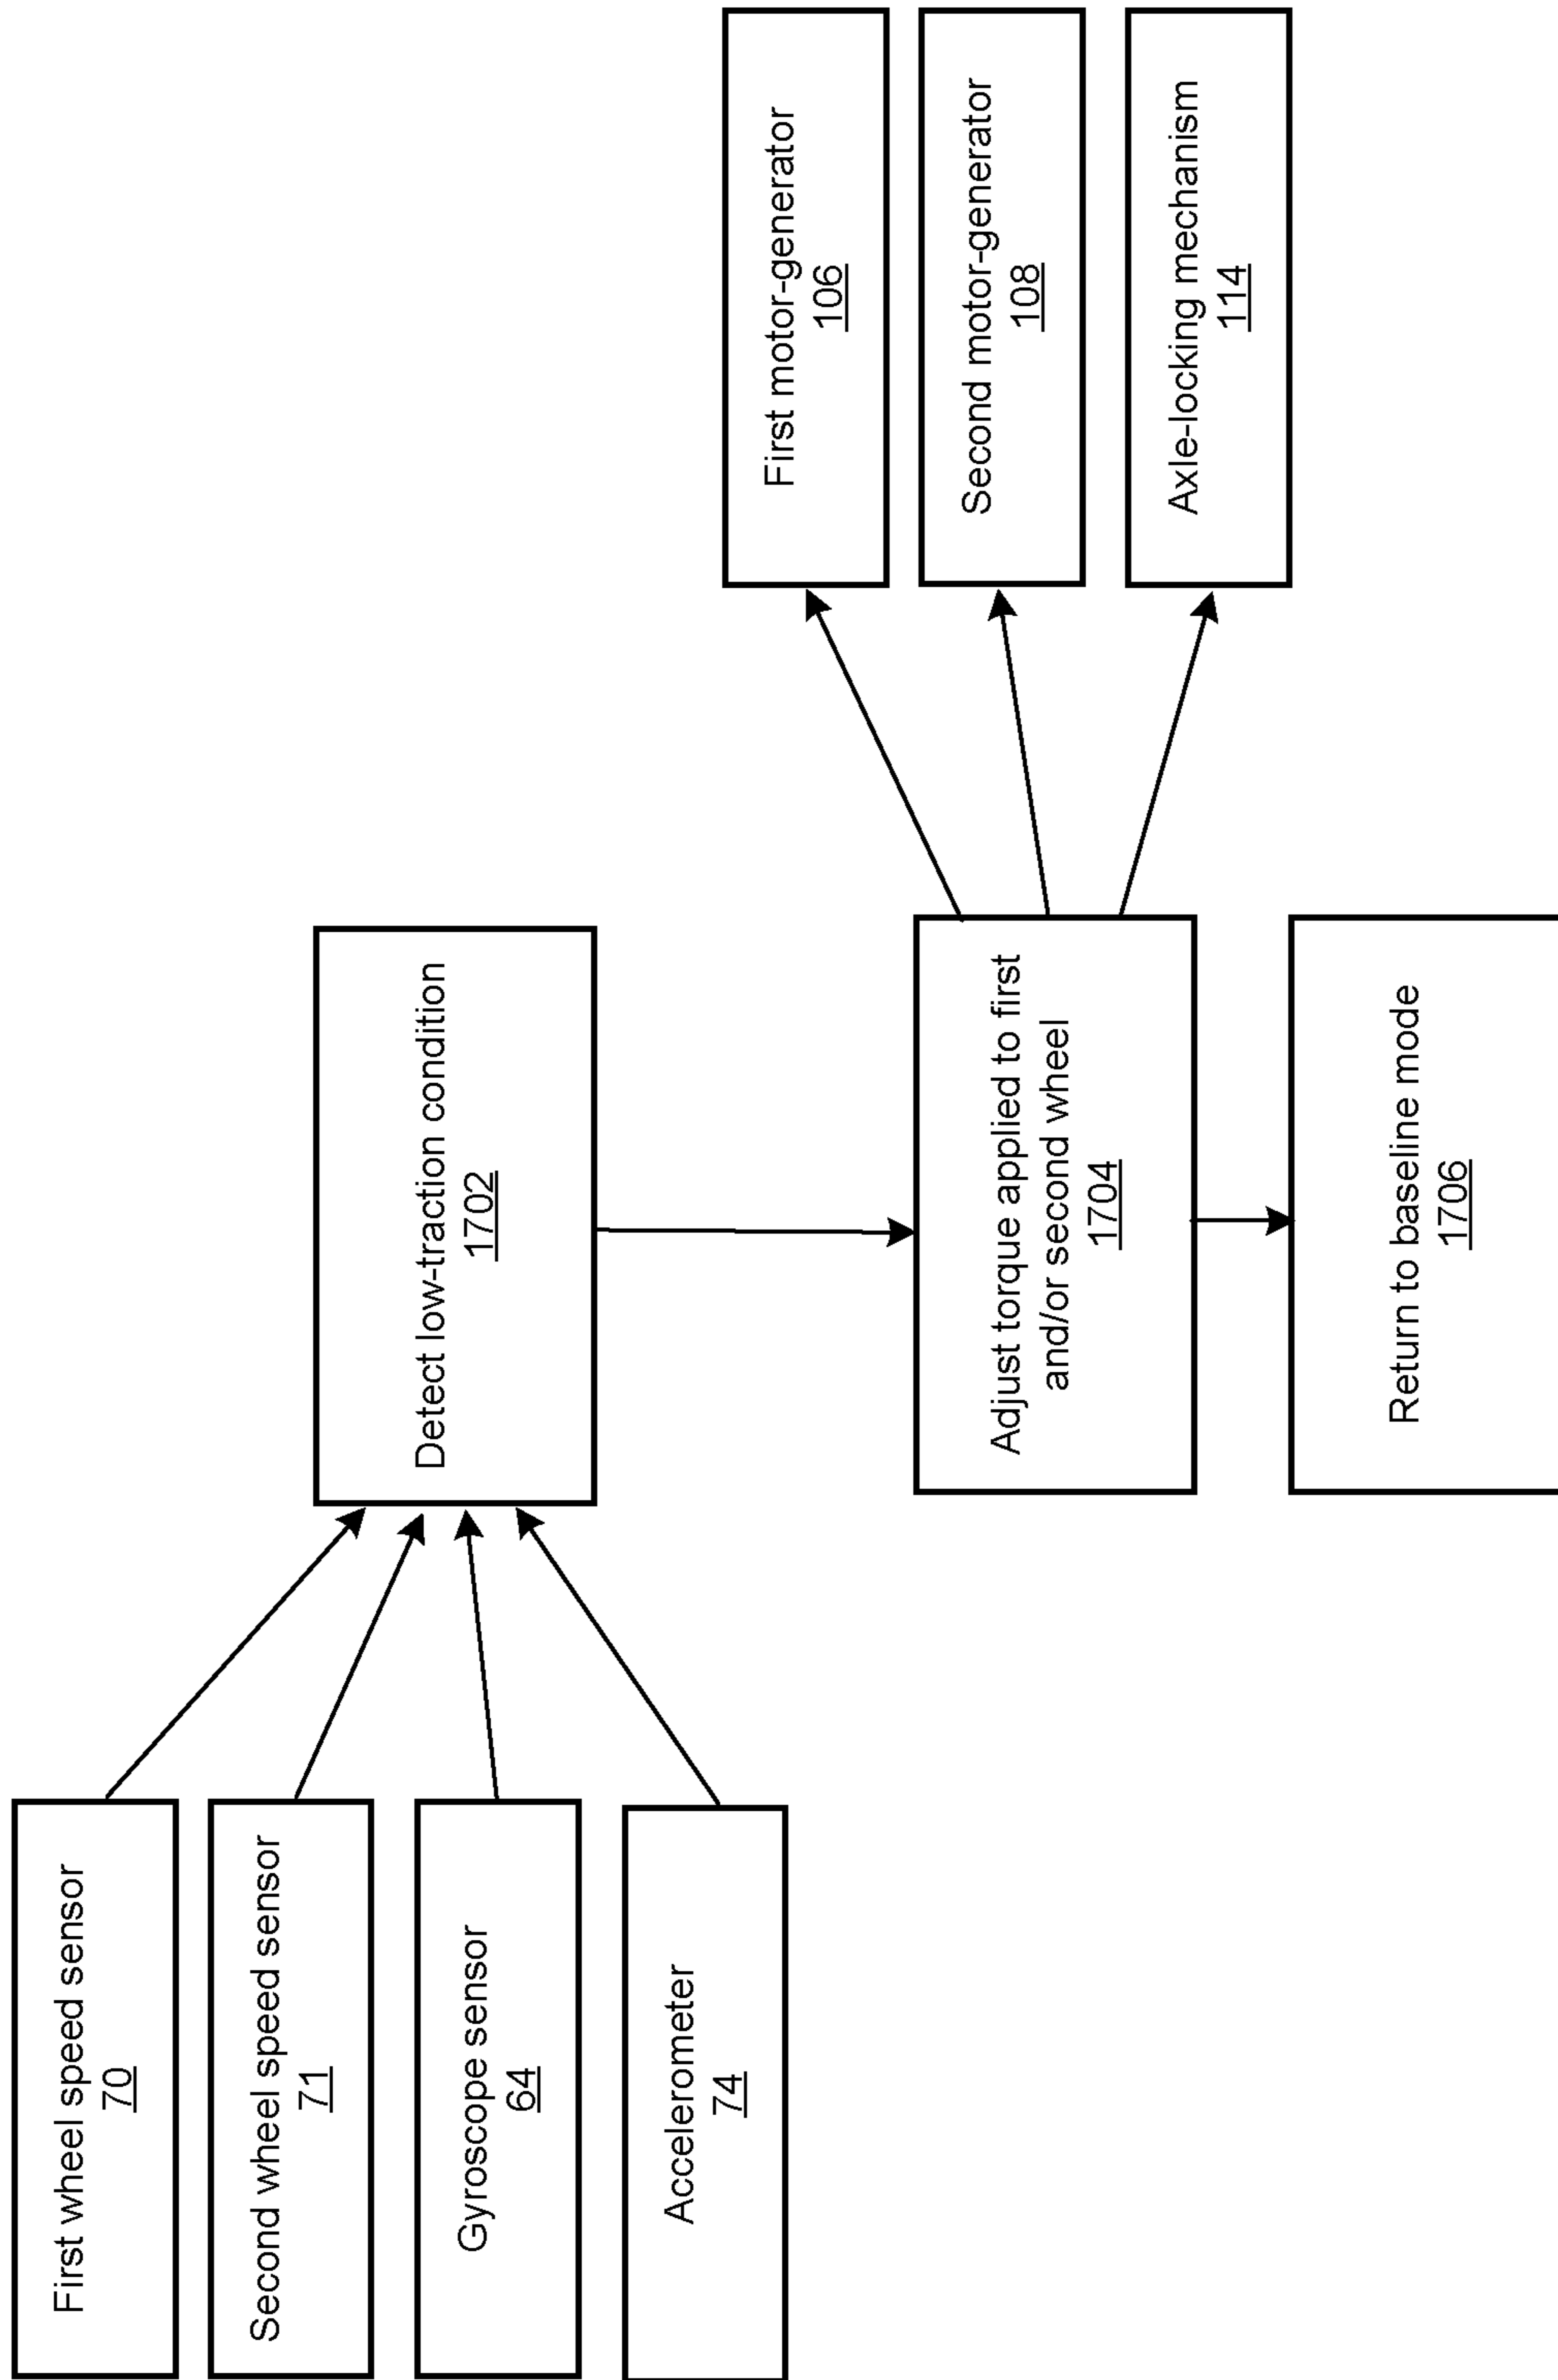 First wheel speed sensor
70
Second wheel speed sensor
71
Gyroscope sensor
64
Accelerometer
74
Detect low-traction condition
1702
Adjust torque applied to first
and/or second wheel
1704
Return to baseline mode
1706
First motor-generator
106
Second motor-generator
108
Axle-locking mechanism
114